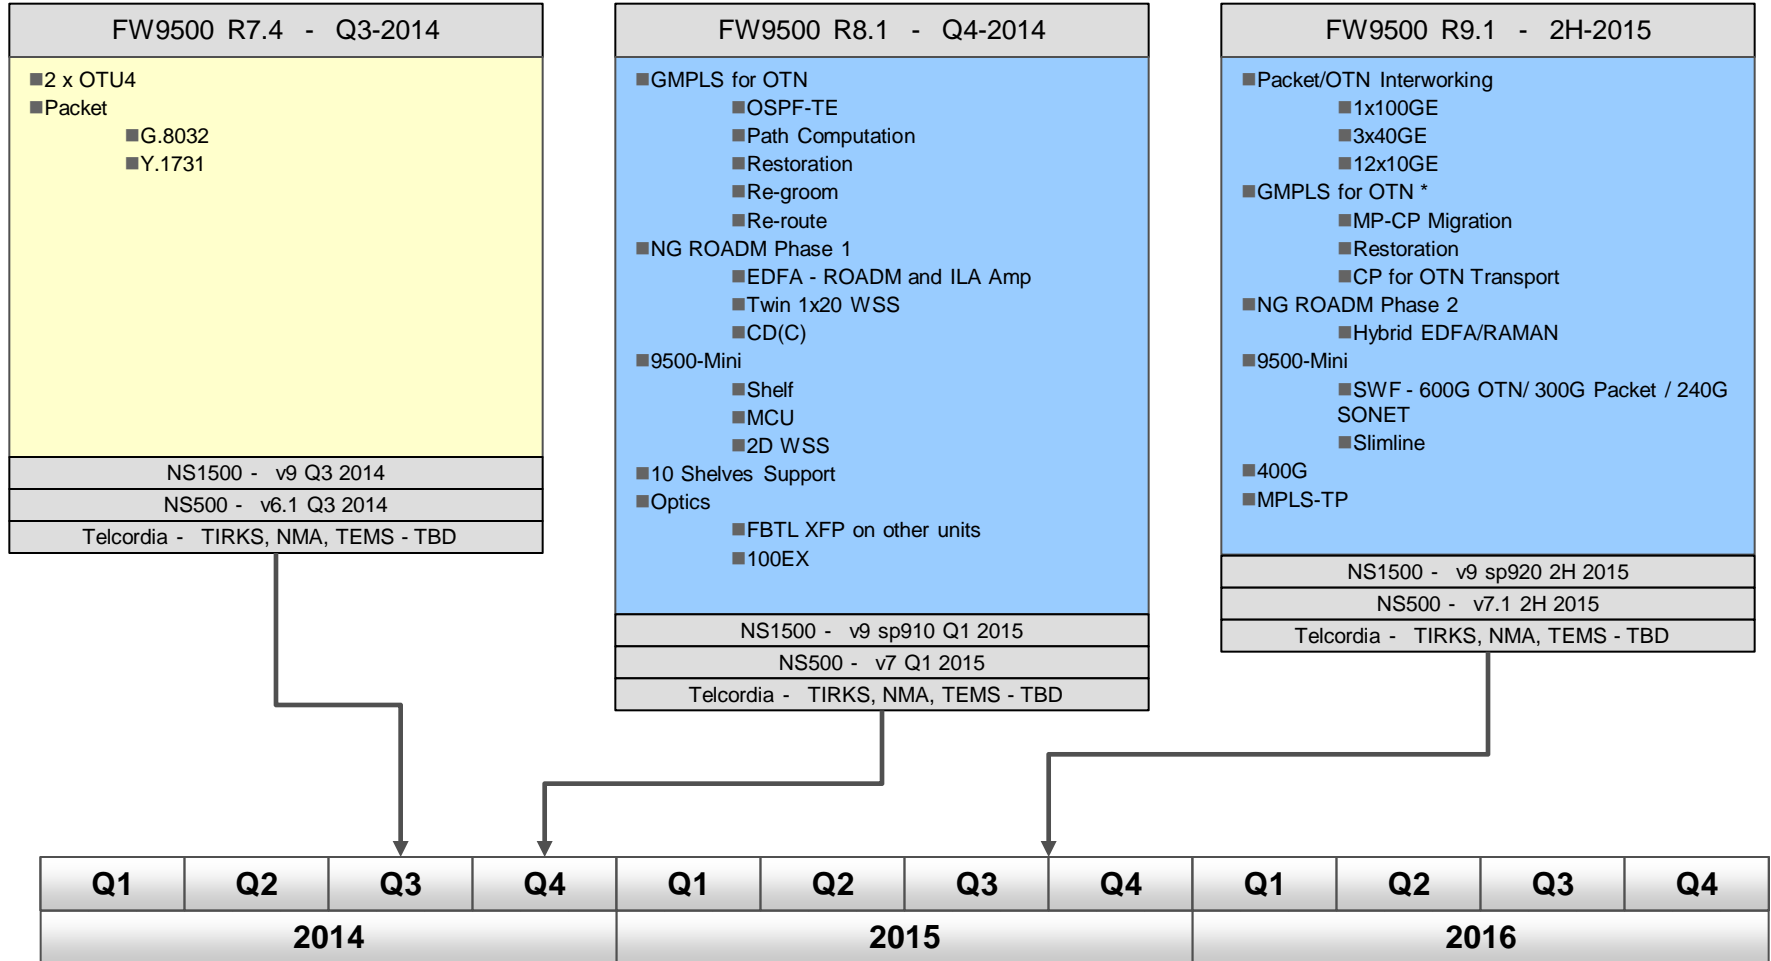 FW9500 R7.4 - Q3-2014
2 x OTU4
Packet
G.8032
Y.1731
NS1500 - v9 Q3 2014
NS500 - v6.1 Q3 2014
Telcordia - TIRKS, NMA, TEMS - TBD
FW9500 R8.1 - Q4-2014
GMPLS for OTN
OSPF-TE
Path Computation
Restoration
Re-groom
Re-route
NG ROADM Phase 1
EDFA - ROADM and ILA Amp
Twin 1x20 WSS
CD(C)
9500-Mini
Shelf
MCU
2D WSS
10 Shelves Support
Optics
FBTL XFP on other units
100EX
NS1500 - v9 sp910 Q1 2015
NS500 - v7 Q1 2015
Telcordia - TIRKS, NMA, TEMS - TBD
FW9500 R9.1 - 2H-2015
Packet/OTN Interworking
1x100GE
3x40GE
12x10GE
GMPLS for OTN *
MP-CP Migration
Restoration
CP for OTN Transport
NG ROADM Phase 2
Hybrid EDFA/RAMAN
9500-Mini
SWF - 600G OTN/ 300G Packet / 240G
SONET
Slimline
400G
MPLS-TP
NS1500 - v9 sp920 2H 2015
NS500 - v7.1 2H 2015
Telcordia - TIRKS, NMA, TEMS - TBD
Q1 Q2 Q3 Q4 Q1 Q2 Q3 Q4 Q1 Q2 Q3 Q4
2014 2015 2016